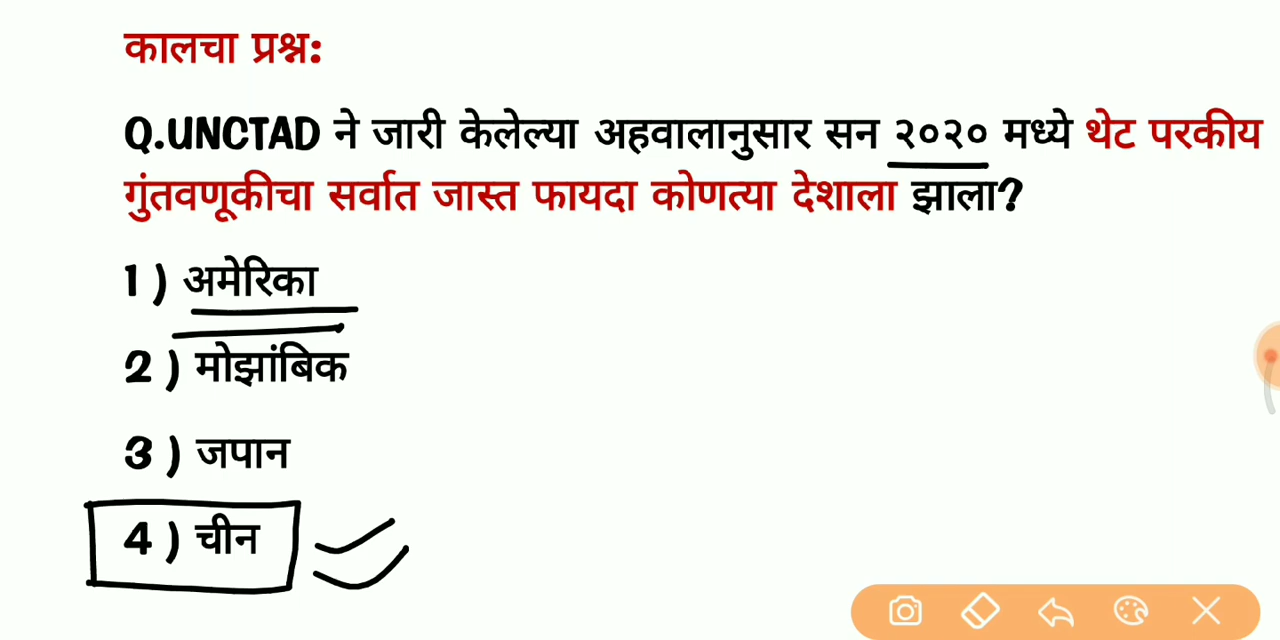 कालचा प्रश्न:
Q.UNCTAD ने जारी केलेल्या अहवालानुसार सन २०२० मध्ये थेट परकीय
गुंतवणूकीचा सर्वात जास्त फायदा कोणत्या देशाला झाला?
1 ) अमेरिका
2 ) मोझांबिक
3 ) जपान
4 ) चीन